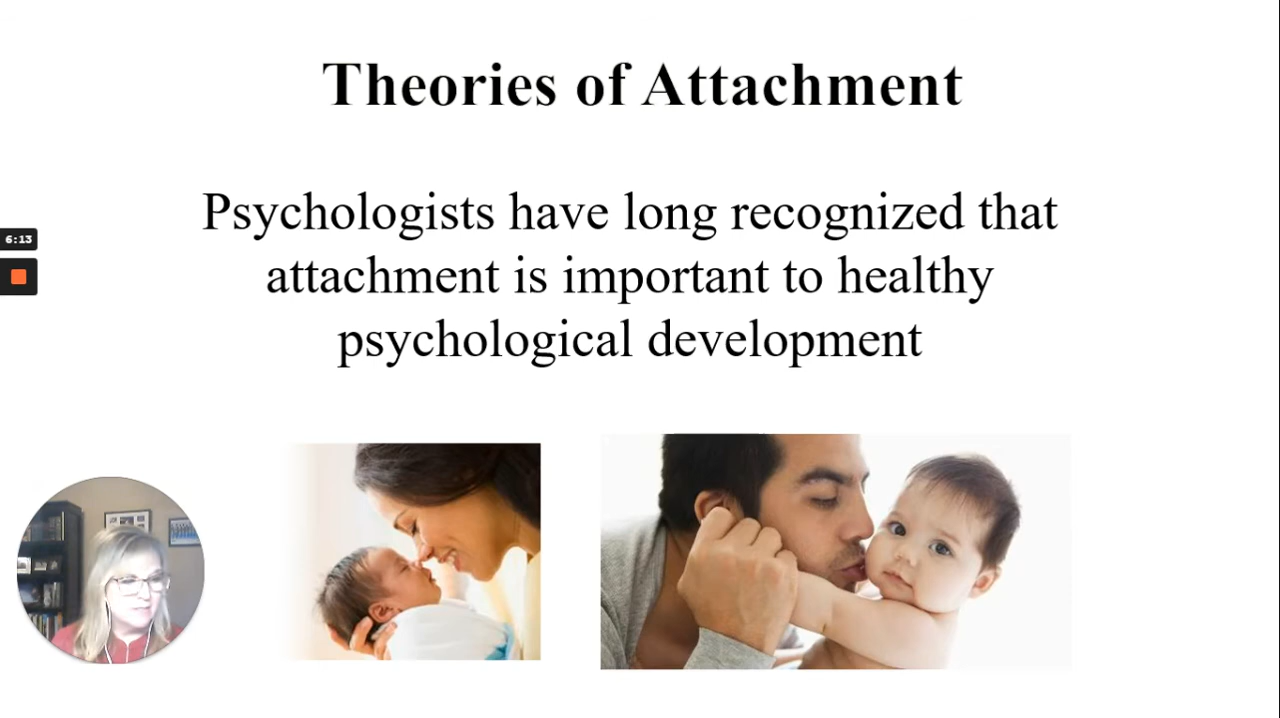 Theories of Attachment
Psychologists have long recognized that
attachment is important to healthy
psychological development
6:13